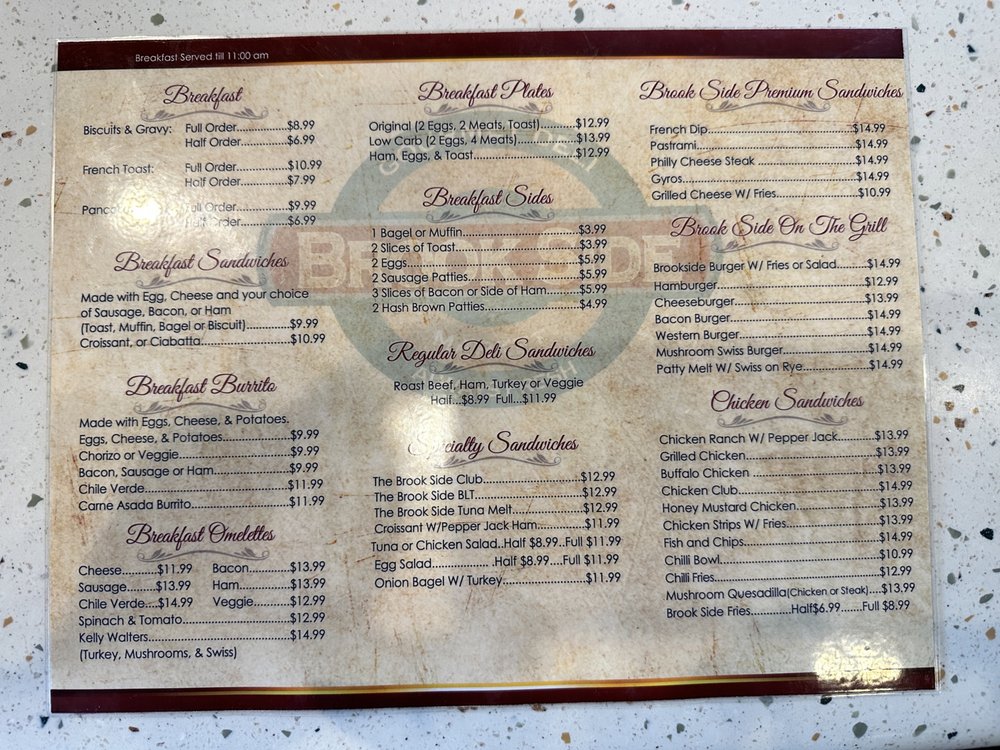 Breakfast Served till 11:00 am
Breakfast
Biscuits & Gravy: Full Order..............$8.99
Half Order.............$6.99
French Toast: Full Order..............$10.99
Half Order.............$7.99
Order..............$9.99
Order.............$6.99
Breakfast Sandwiches
Made with Egg, Cheese and your choice
of Sausage, Bacon, or Ham
(Toast, Muffin, Bagel or Biscuit)............$9.99
Croissant, or Ciabatta........................$10.99
Breakfast Burrito
Made with Eggs, Cheese, & Potatoes.
Eggs, Cheese, & Potatoes..................$9.99
Chorizo or Veggie..............................$9.99
Bacon, Sausage or Ham....................$9.99
Chile Verde.......................................$11.99
Carne Asada Burrito.........................$11.99
Breakfast Omelettes
Cheese.........$11.99 Bacon..........$13.99
Sausage.......$13.99 Ham............$13.99
Chile Verde....$14.99 Veggie..........$12.99
Spinach & Tomato.............................$12.99
Kelly Walters......................................$14.99
(Turkey, Mushrooms, & Swiss)
Breakfast Plates
Original (2 Eggs, 2 Meats, Toast)..........$12.99
Low Carb (2 Eggs, 4 Meats)................$13.99
Ham, Eggs, & Toast............................$12.99
Breakfast Sides
1 Bagel or Muffin...............................$3.99
2 Slices of Toast.................................$3.99
2 Eggs..............................................$5.99
2 Sausage Patties..............................$5.99
3 Slices of Bacon or Side of Ham.........$5.99
2 Hash Brown Patties.........................$4.99
BROOK SIDE
Regular Deli Sandwiches
Roast Beef, Ham, Turkey or Veggie
Half...$8.99 Full...$11.99
Sandwiches
The Brook Side Club..........................$12.99
The Brook Side BLT............................$12.99
The Brook Side Tuna Melt..................$12.99
Croissant W/Pepper Jack Ham............$11.99
Tuna or Chicken Salad..Half $8.99..Full $11.99
Egg Salad................ .Half $8.99....Full $11.99
Onion Bagel W/ Turkey.......................$11.99
Brook Side Premium Sandwiches
French Dip.......................................$14.99
Pastrami..........................................$14.99
Philly Cheese Steak ..........................$14.99
Gyros..............................................$14.99
Grilled Cheese W/ Fries......................$10.99
Brook Side On The Grill
Brookside Burger W/ Fries or Salad.........$14.99
Hamburger.......................................$12.99
Cheeseburger...................................$13.99
Bacon Burger....................................$14.99
Western Burger..................................$14.99
Mushroom Swiss Burger......................$14.99
Patty Melt W/ Swiss on Rye..................$14.99
Chicken Sandwiches
Chicken Ranch W/ Pepper Jack...........$13.99
Grilled Chicken..................................$13.99
Buffalo Chicken ................................$13.99
Chicken Club....................................$14.99
Honey Mustard Chicken......................$13.99
Chicken Strips W/ Fries.......................$13.99
Fish and Chips...................................$14.99
Chilli Bowl.........................................$10.99
Chilli Fries..........................................$12.99
Mushroom Quesadilla(Chicken or Steak)....$13.99
Brook Side Fries...........Half$6.99......Full $8.99